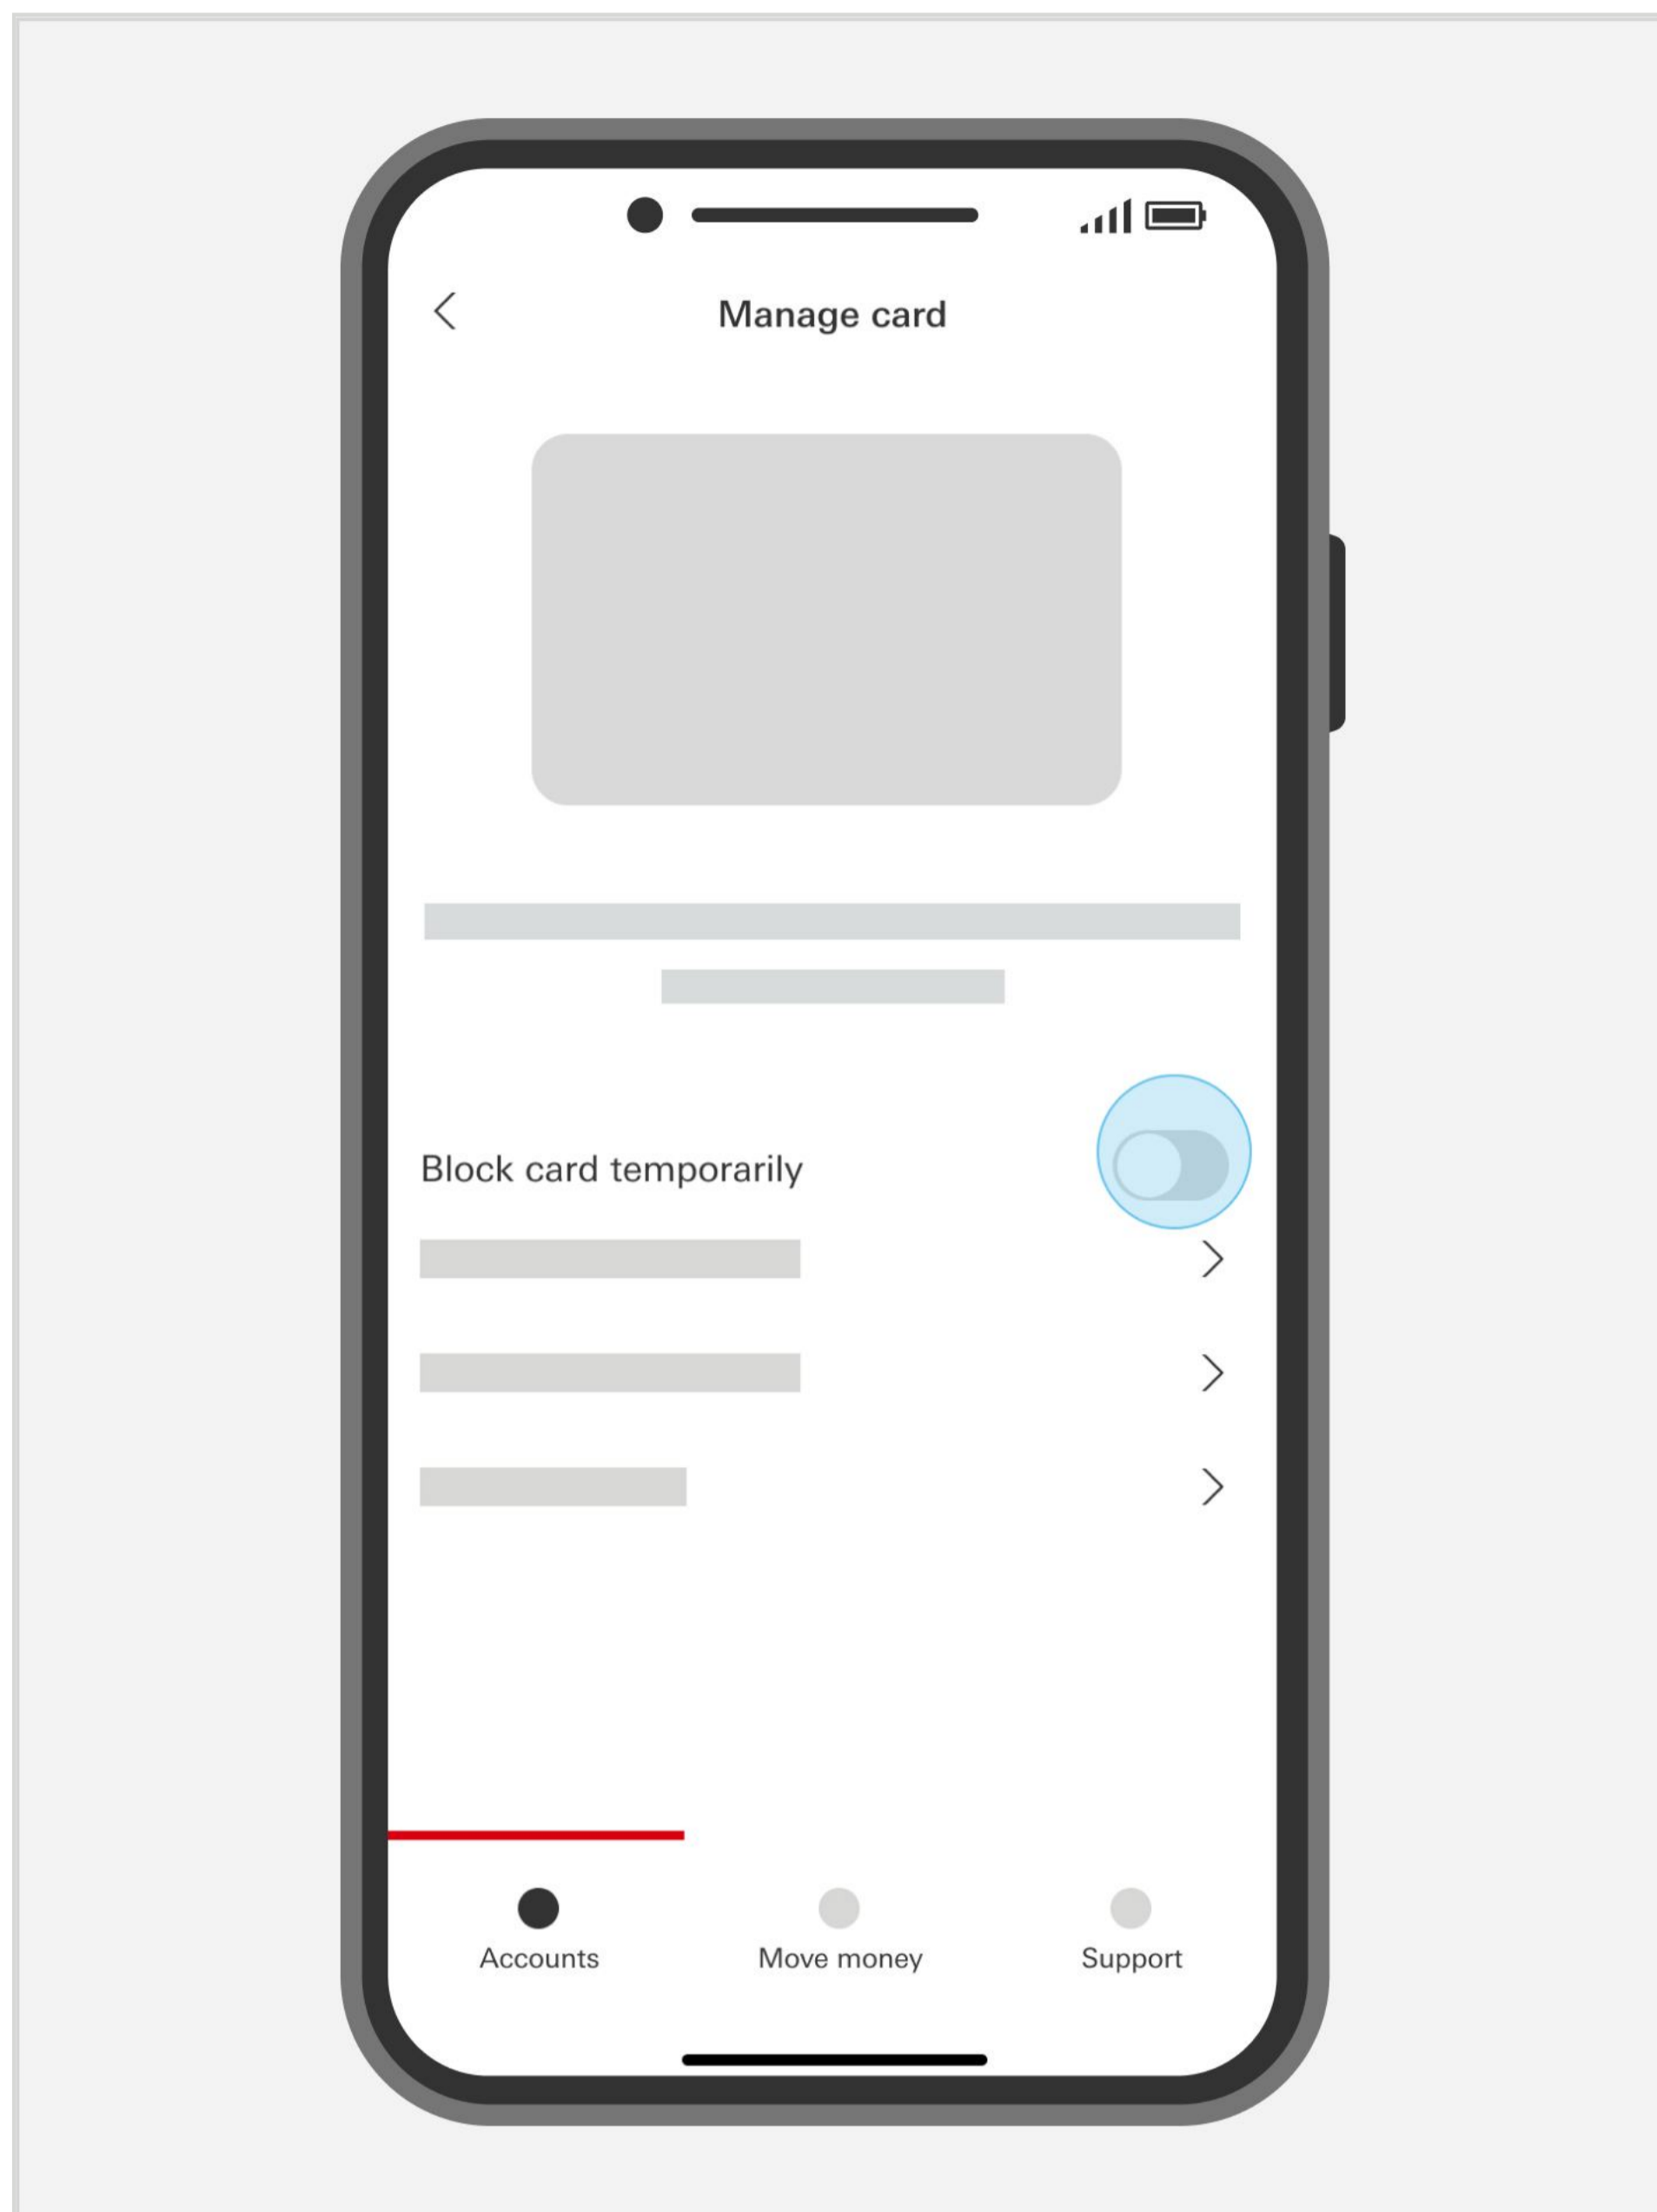 Manage card
Block card temporarily
Accounts
Move money
Support